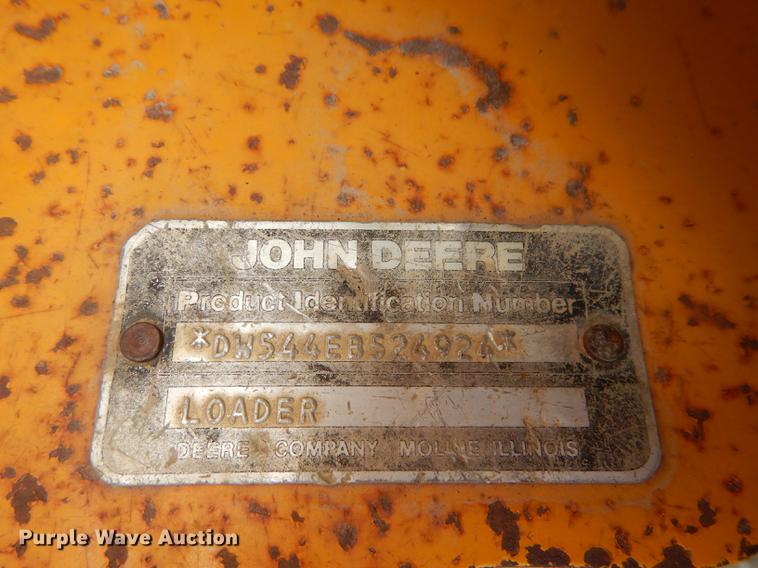 JOHN DEERE
Product Identification Number
*DW544EB524924*
LOADER
DEERE COMPANY MOLINE ILLINOIS
Purple Wave Auction